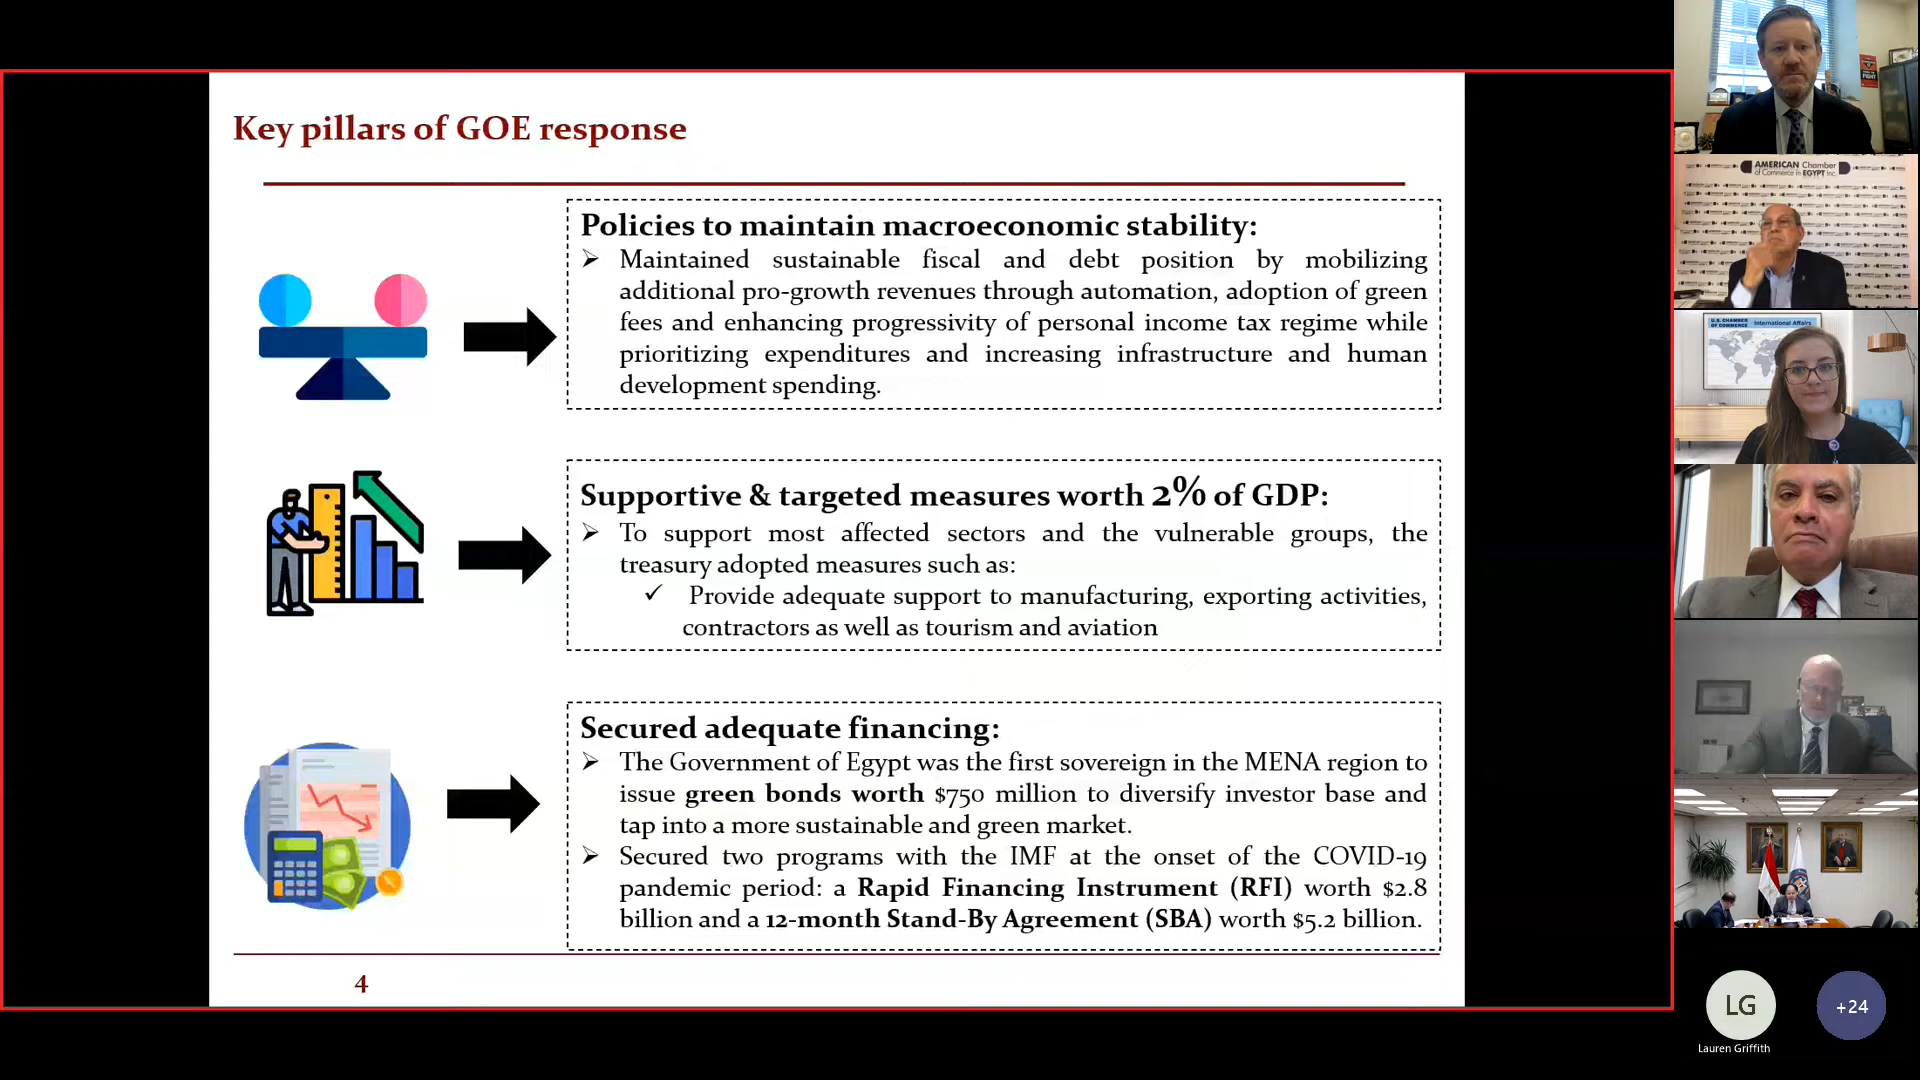 Key pillars of GOE response
Policies to maintain macroeconomic stability:
➢ Maintained sustainable fiscal and debt position by mobilizing
additional pro-growth revenues through automation, adoption of green
fees and enhancing progressivity of personal income tax regime while
prioritizing expenditures and increasing infrastructure and human
development spending.
Supportive & targeted measures worth 2% of GDP:
➢ To support most affected sectors and the vulnerable groups, the
treasury adopted measures such as:
✓ Provide adequate support to manufacturing, exporting activities,
contractors as well as tourism and aviation
Secured adequate financing:
➢ The Government of Egypt was the first sovereign in the MENA region to
issue green bonds worth $750 million to diversify investor base and
tap into a more sustainable and green market.
➢ Secured two programs with the IMF at the onset of the COVID-19
pandemic period: a Rapid Financing Instrument (RFI) worth $2.8
billion and a 12-month Stand-By Agreement (SBA) worth $5.2 billion.
4
AMERICAN Chamber
of Commerce in EGYPT Inc.
U.S. CHAMBER
OF COMMERCE
International Affairs
LG
Lauren Griffith
+24